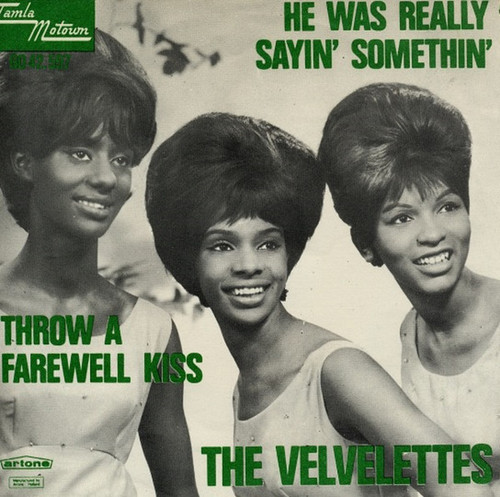 Tamla
Motown
HE WAS REALLY
SAYIN' SOMETHIN'
THROW A
FAREWELL KISS
artone
THE VELVELETTES